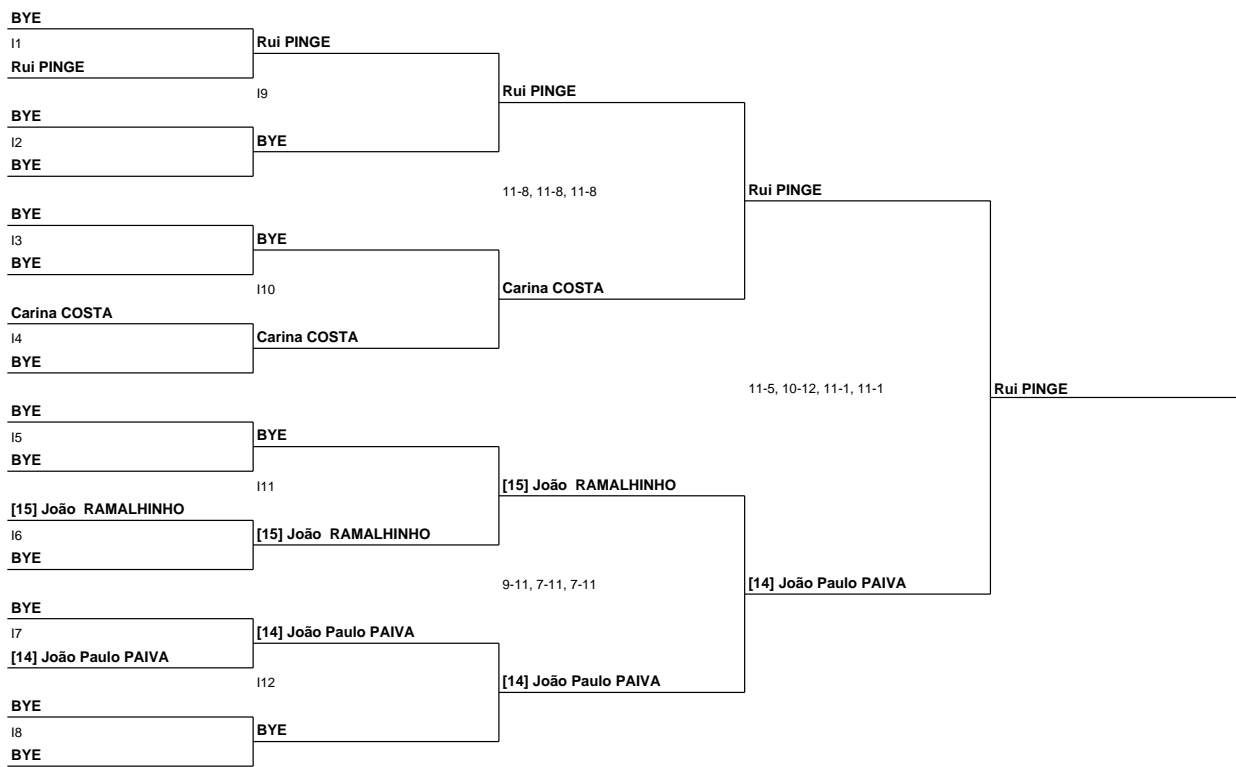 BYE
I1
Rui PINGE
Rui PINGE
I9
Rui PINGE
BYE
I2
BYE
BYE
11-8, 11-8, 11-8
Rui PINGE
BYE
I3
BYE
BYE
I10
Carina COSTA
Carina COSTA
I4
Carina COSTA
BYE
11-5, 10-12, 11-1, 11-1
Rui PINGE
BYE
I5
BYE
BYE
I11
[15] João  RAMALHINHO
[15] João  RAMALHINHO
I6
[15] João  RAMALHINHO
BYE
9-11, 7-11, 7-11
[14] João Paulo PAIVA
BYE
I7
[14] João Paulo PAIVA
[14] João Paulo PAIVA
I12
[14] João Paulo PAIVA
BYE
I8
BYE
BYE